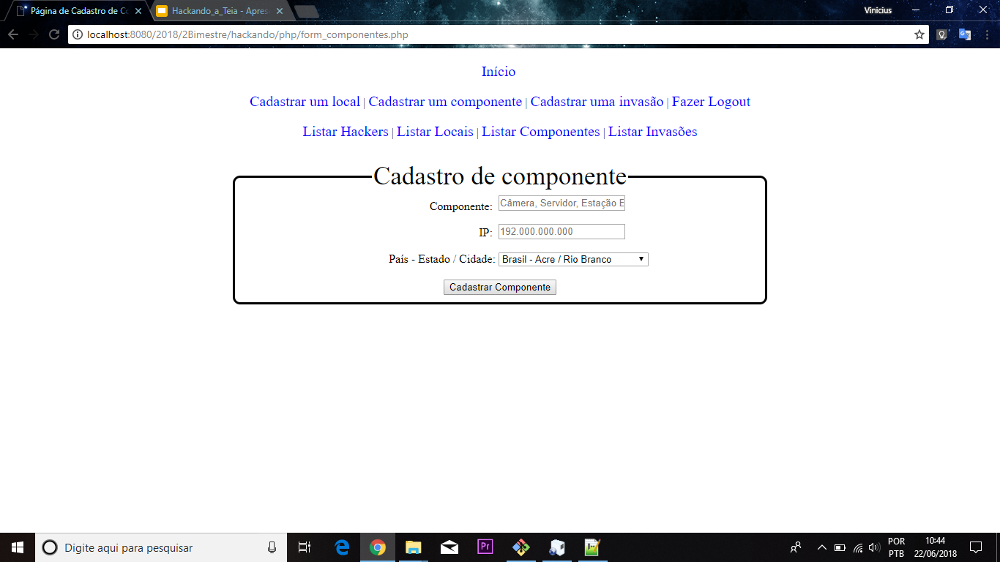 Página de Cadastro de Co
Hackando_a_Teia - Apres
Vinicius
localhost:8080/2018/2Bimestre/hackando/php/form_componentes.php
Início
Cadastrar um local | Cadastrar um componente | Cadastrar uma invasão | Fazer Logout
Listar Hackers | Listar Locais | Listar Componentes | Listar Invasões
Cadastro de componente
Componente: Câmera, Servidor, Estação E
IP: 192.000.000.000
País - Estado / Cidade: Brasil - Acre / Rio Branco
Cadastrar Componente
Digite aqui para pesquisar
Pr
POR
PTB
10:44
22/06/2018